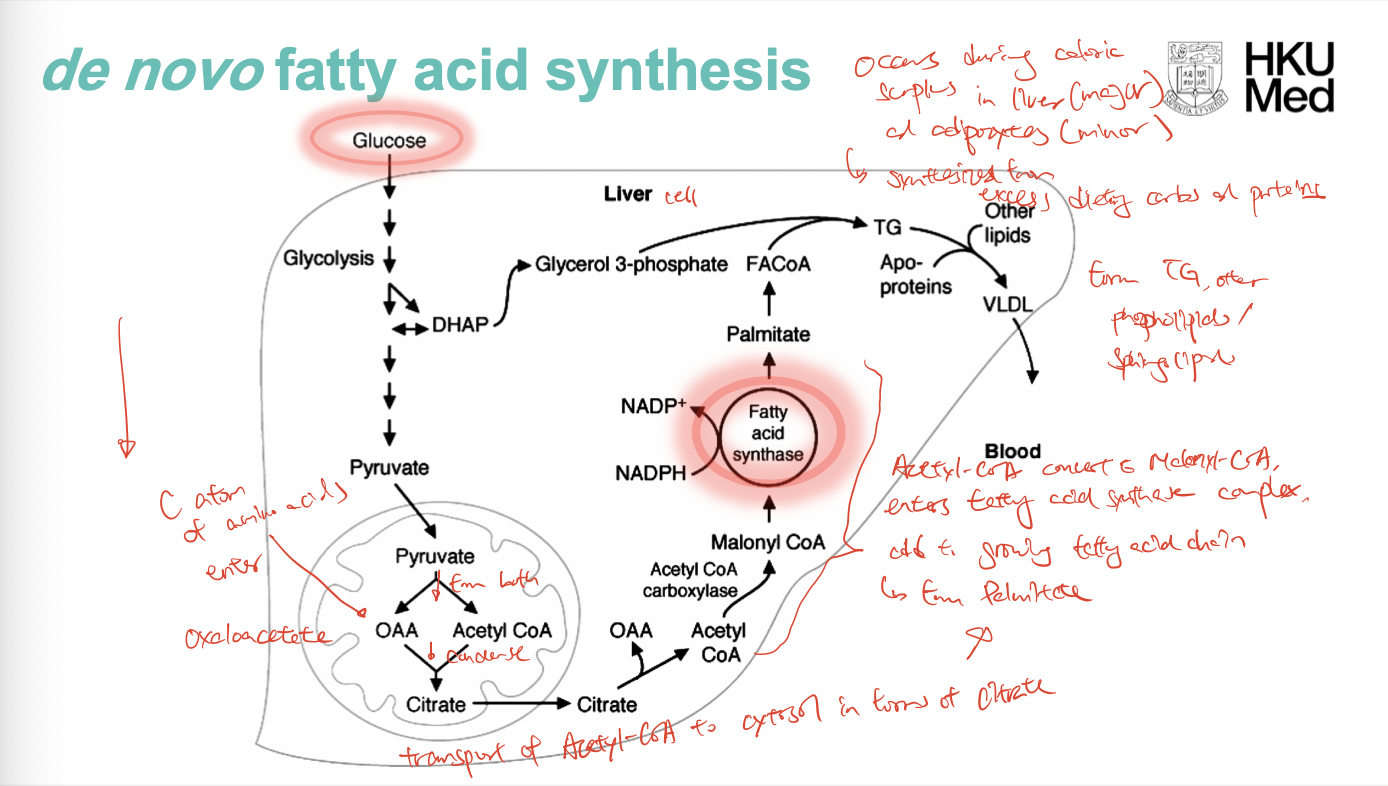 de novo fatty acid synthesis
HKU
Med
occurs during caloric
surplus in liver (major)
ad adipocytes (minor)
↳ synthesized from
excess dietary carbs ad proteins
Glucose
Liver cell
Glycolysis
DHAP
Glycerol 3-phosphate
FACoA
TG
Other
lipids
Apo-
proteins
VLDL
form TG, other
phospholipids /
sphingolipids
Palmitate
NADP+
NADPH
Fatty
acid
synthase
Blood
Acetyl-CoA convert to Malonyl-CoA,
enters fatty acid synthase complex,
add to growing fatty acid chain
↳ form Palmitate
Malonyl CoA
Acetyl CoA
carboxylase
Pyruvate
C atom
of amino acids
enter
Pyruvate
form both
OAA
Acetyl CoA
Oxaloacetete
condense
Citrate
Citrate
OAA
Acetyl
CoA
transport of Acetyl-CoA to cytosol in forms of Citrate